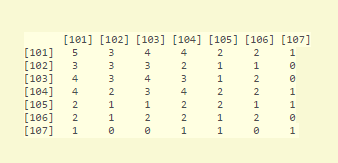 [101] [102] [103] [104] [105] [106] [107]
[101] 5 3 4 4 2 2 1
[102] 3 3 3 2 1 1 0
[103] 4 3 4 3 1 2 0
[104] 4 2 3 4 2 2 1
[105] 2 1 1 2 2 1 1
[106] 2 1 2 2 1 2 0
[107] 1 0 0 1 1 0 1